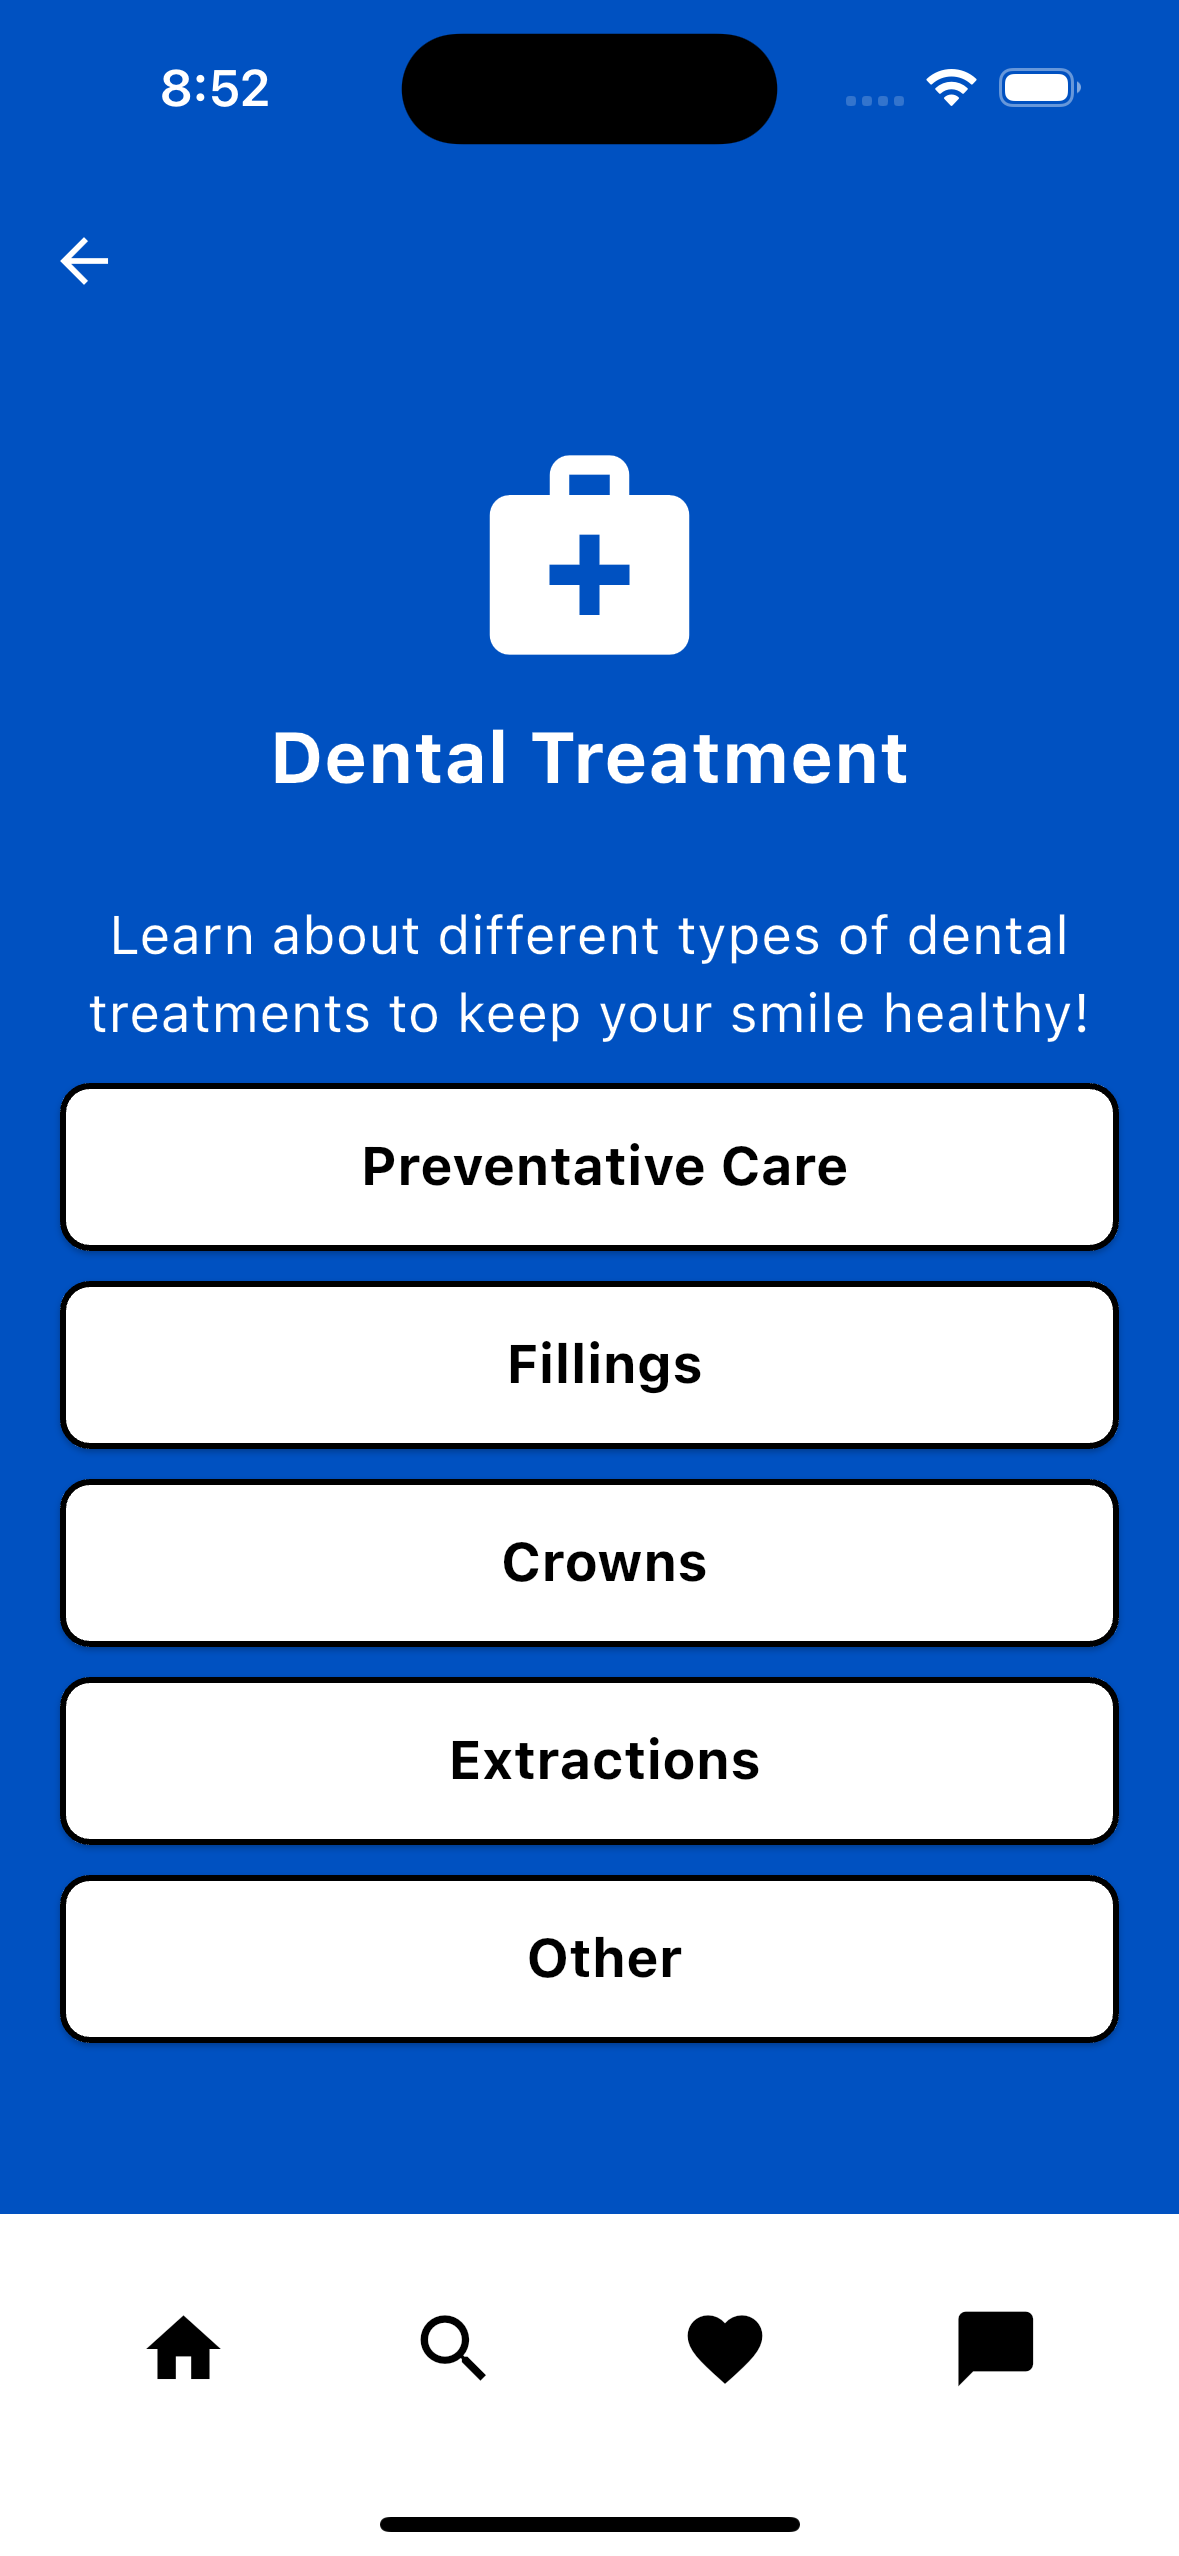 8:52
Dental Treatment
Learn about different types of dental
treatments to keep your smile healthy!
Preventative Care
Fillings
Crowns
Extractions
Other